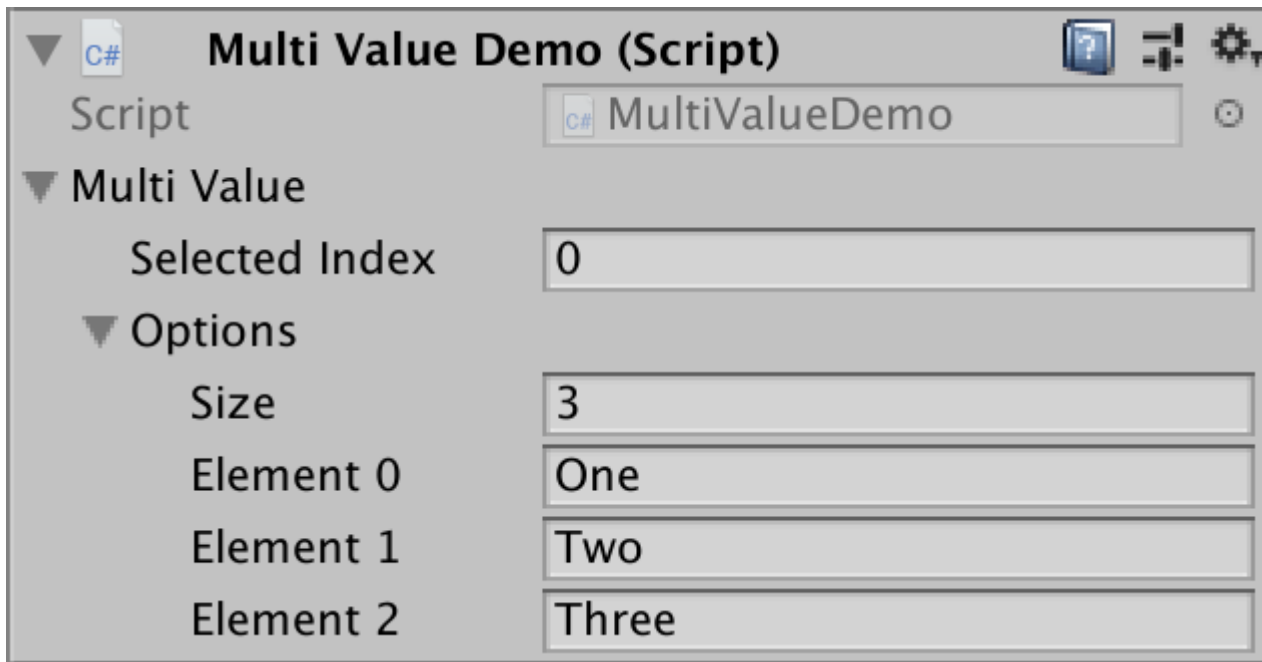 C# Multi Value Demo (Script) ?
Script C# MultiValueDemo
Multi Value
Selected Index 0
Options
Size 3
Element 0 One
Element 1 Two
Element 2 Three